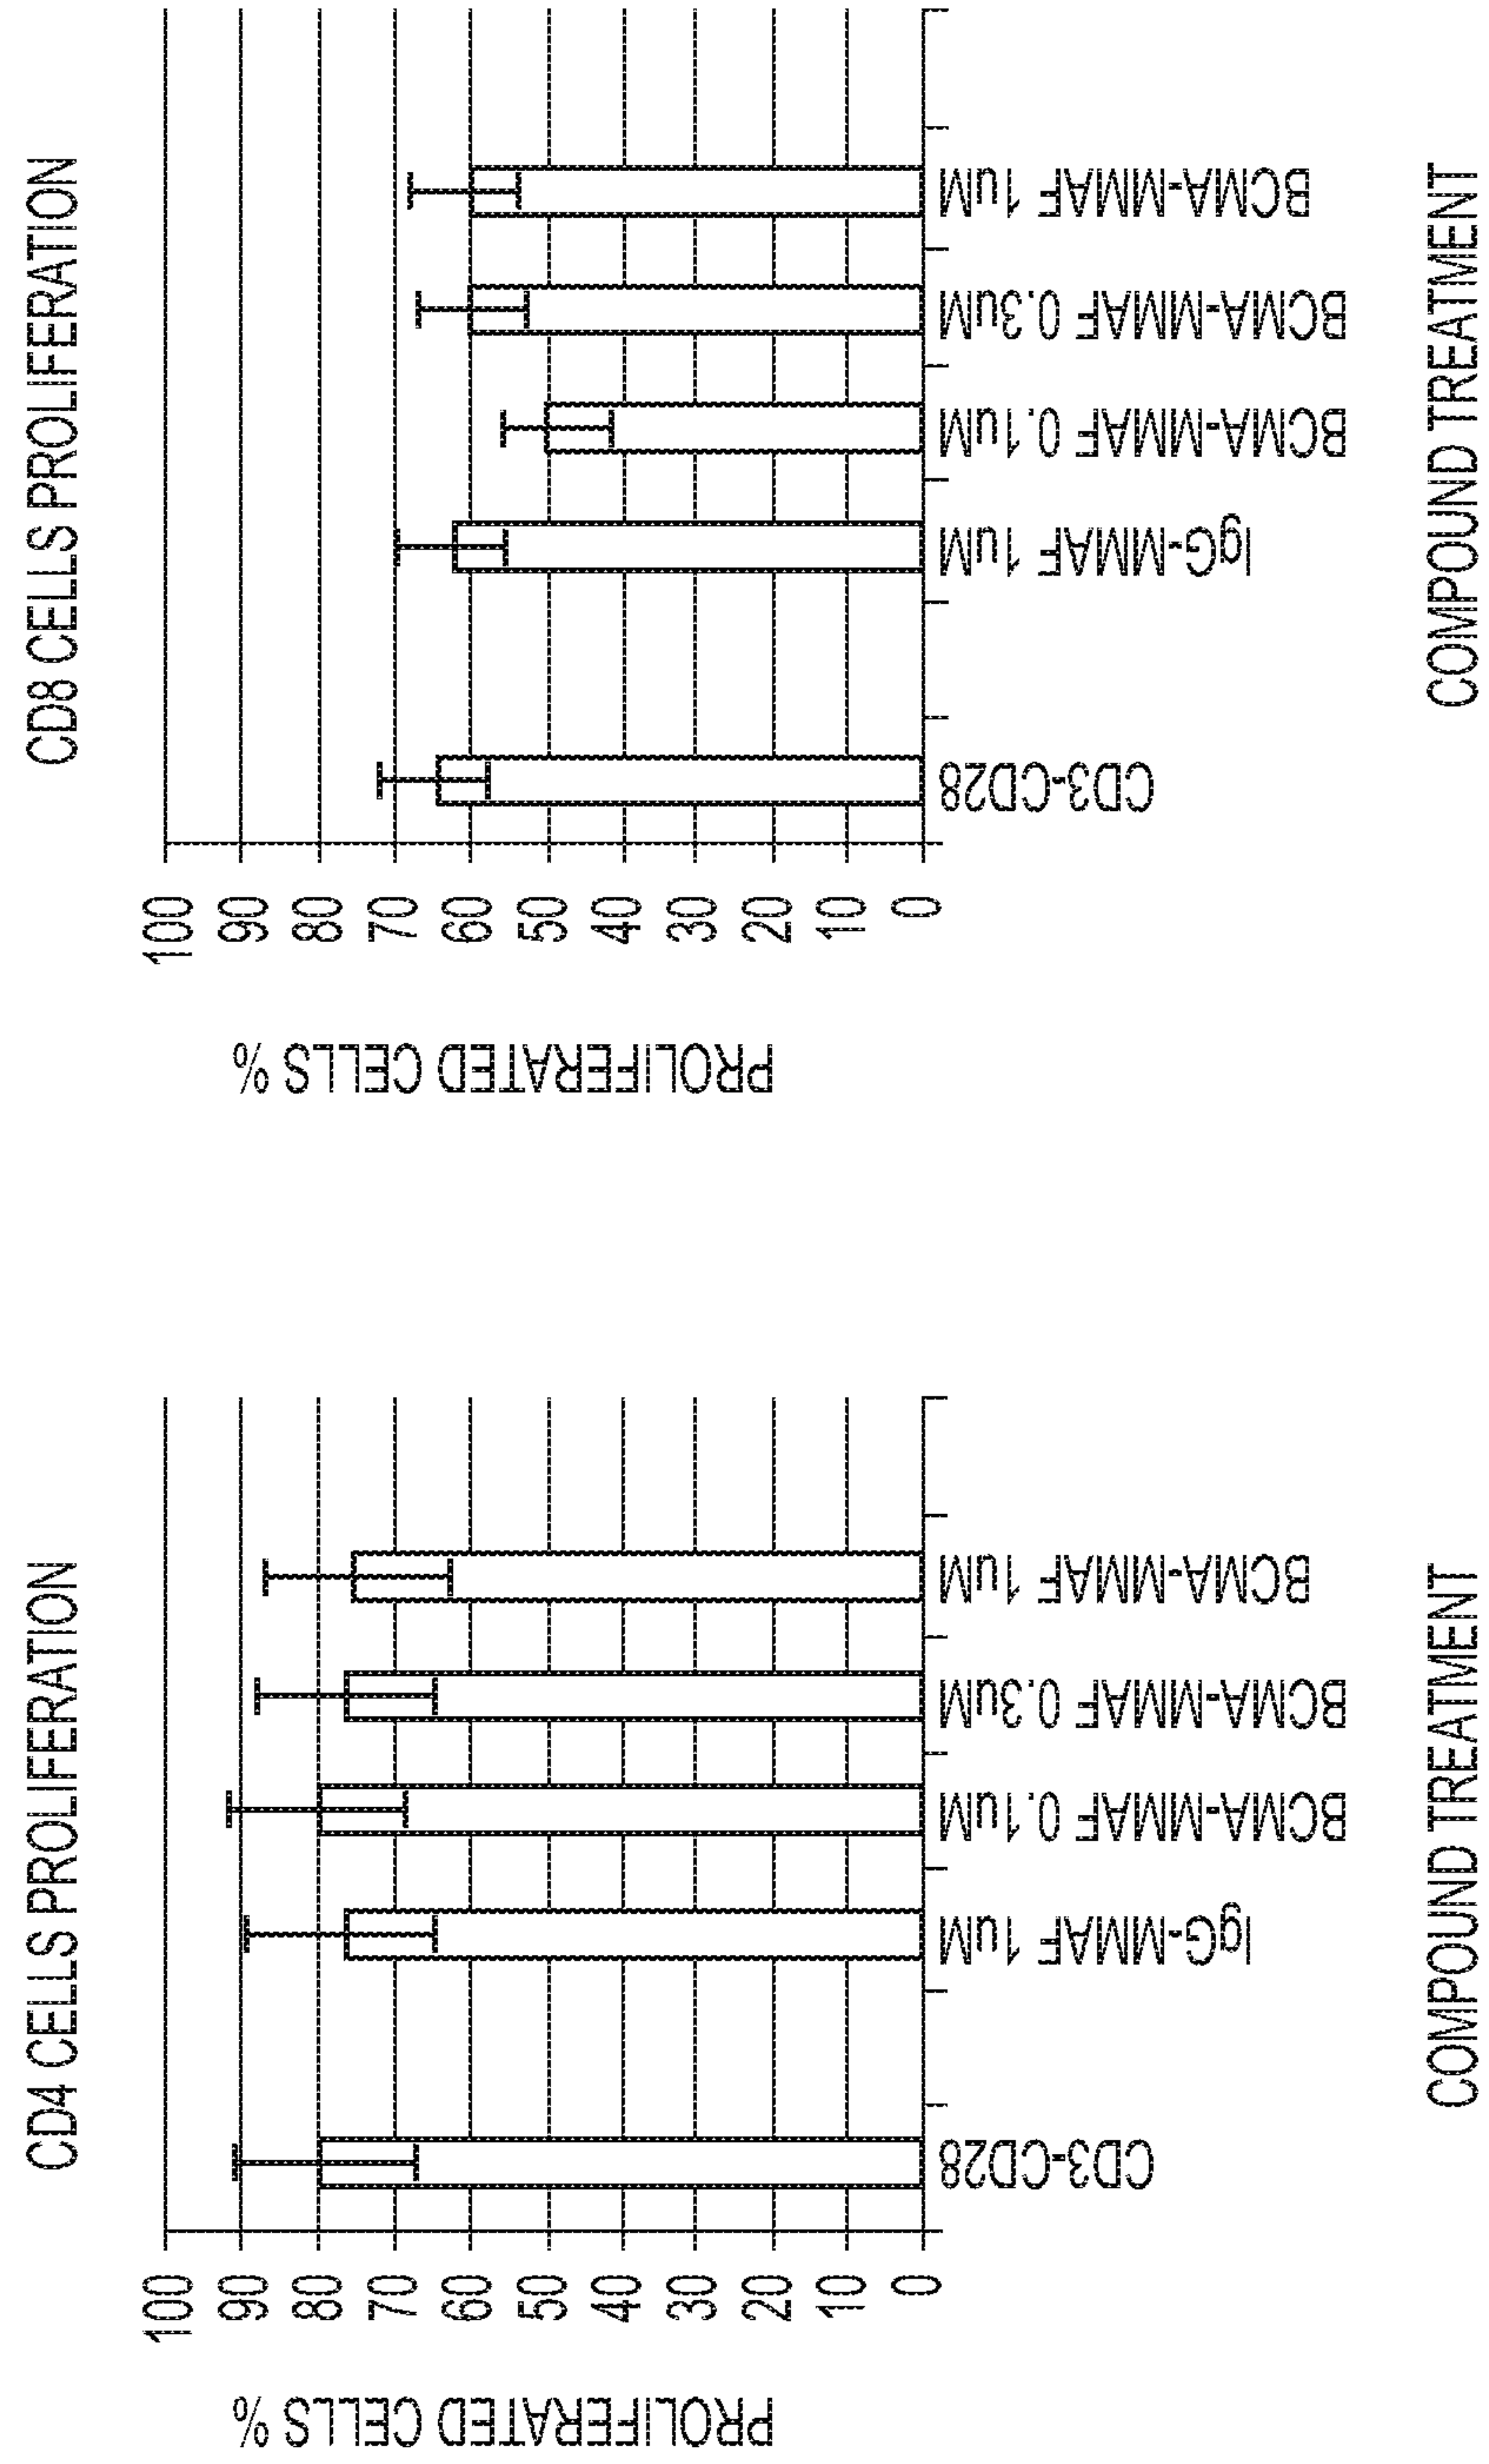 CD4 CELLS PROLIFERATION
PROLIFERATED CELLS %
100
90
80
70
60
50
40
30
20
10
0
CD3-CD28
IgG-MMAF 1uM
BCMA-MMAF 0.1uM
BCMA-MMAF 0.3uM
BCMA-MMAF 1uM
COMPOUND TREATMENT
CD8 CELLS PROLIFERATION
PROLIFERATED CELLS %
100
90
80
70
60
50
40
30
20
10
0
CD3-CD28
IgG-MMAF 1uM
BCMA-MMAF 0.1uM
BCMA-MMAF 0.3uM
BCMA-MMAF 1uM
COMPOUND TREATMENT